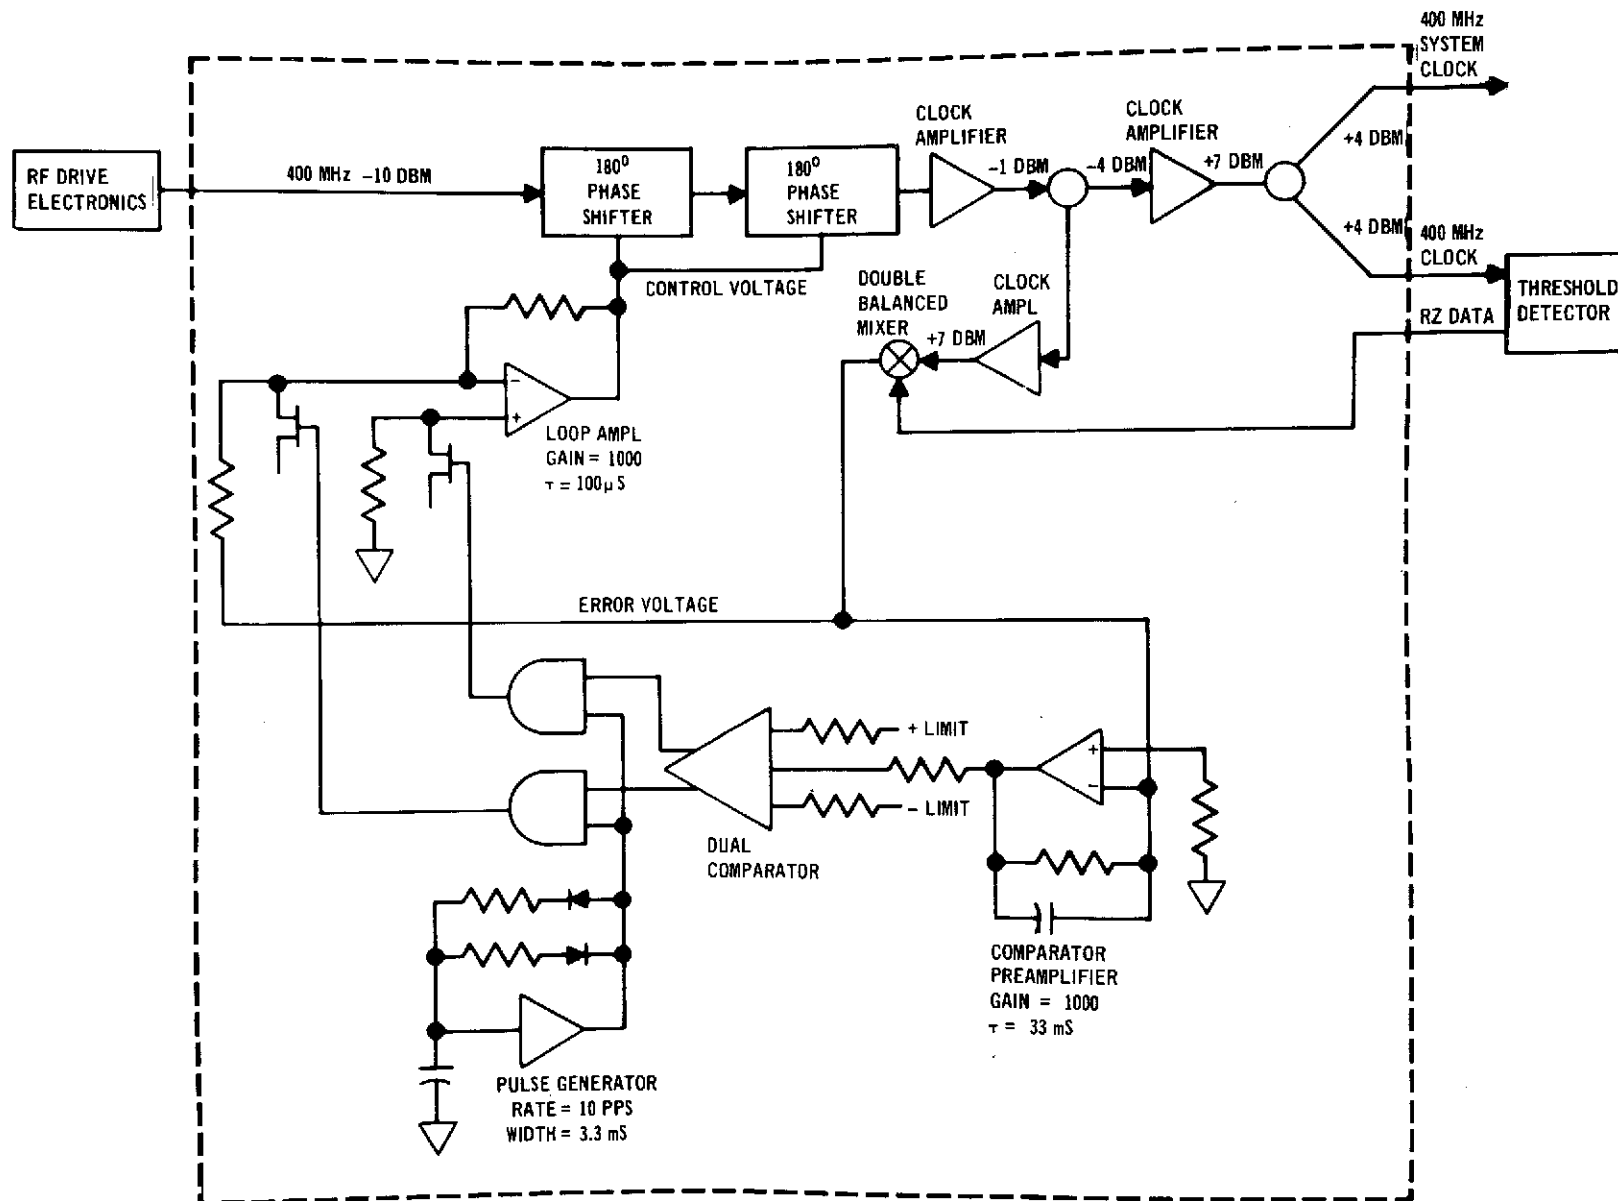 400 MHz
SYSTEM
CLOCK
RF DRIVE
ELECTRONICS
400 MHz -10 DBM
180⁰
PHASE
SHIFTER
180⁰
PHASE
SHIFTER
CLOCK
AMPLIFIER
-1 DBM
-4 DBM
CLOCK
AMPLIFIER
+7 DBM
+4 DBM
+4 DBM
400 MHz
CLOCK
THRESHOLD
DETECTOR
RZ DATA
CONTROL VOLTAGE
DOUBLE
BALANCED
MIXER
+7 DBM
CLOCK
AMPL
-
+
LOOP AMPL
GAIN = 1000
τ = 100μS
ERROR VOLTAGE
+ LIMIT
- LIMIT
DUAL
COMPARATOR
+
-
COMPARATOR
PREAMPLIFIER
GAIN = 1000
τ = 33 mS
PULSE GENERATOR
RATE = 10 PPS
WIDTH = 3.3 mS